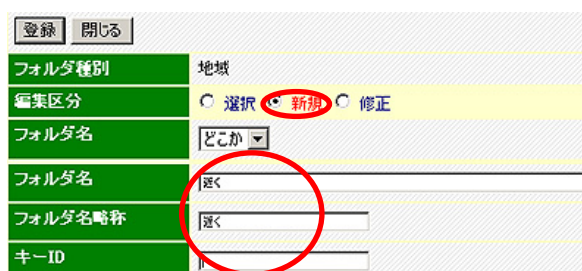 登録 閉じる
フォルダ種別 地域
編集区分 選択 新規 修正
フォルダ名 どこか
フォルダ名 遠く
フォルダ名略称 遠く
キーID